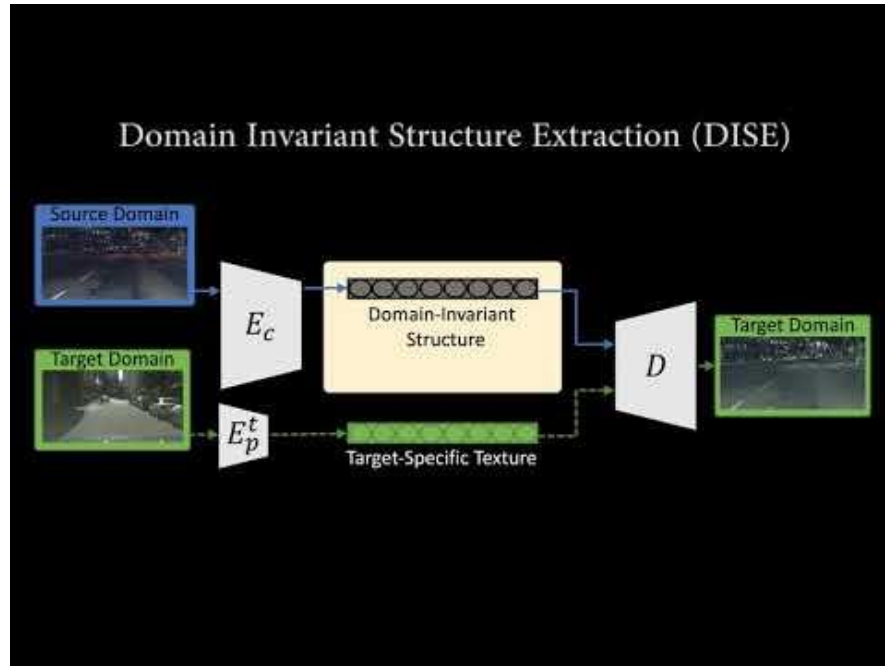 Domain Invariant Structure Extraction (DISE)
Source Domain
E_c
Domain-Invariant
Structure
Target Domain
D
Target Domain
E_p^t
Target-Specific Texture